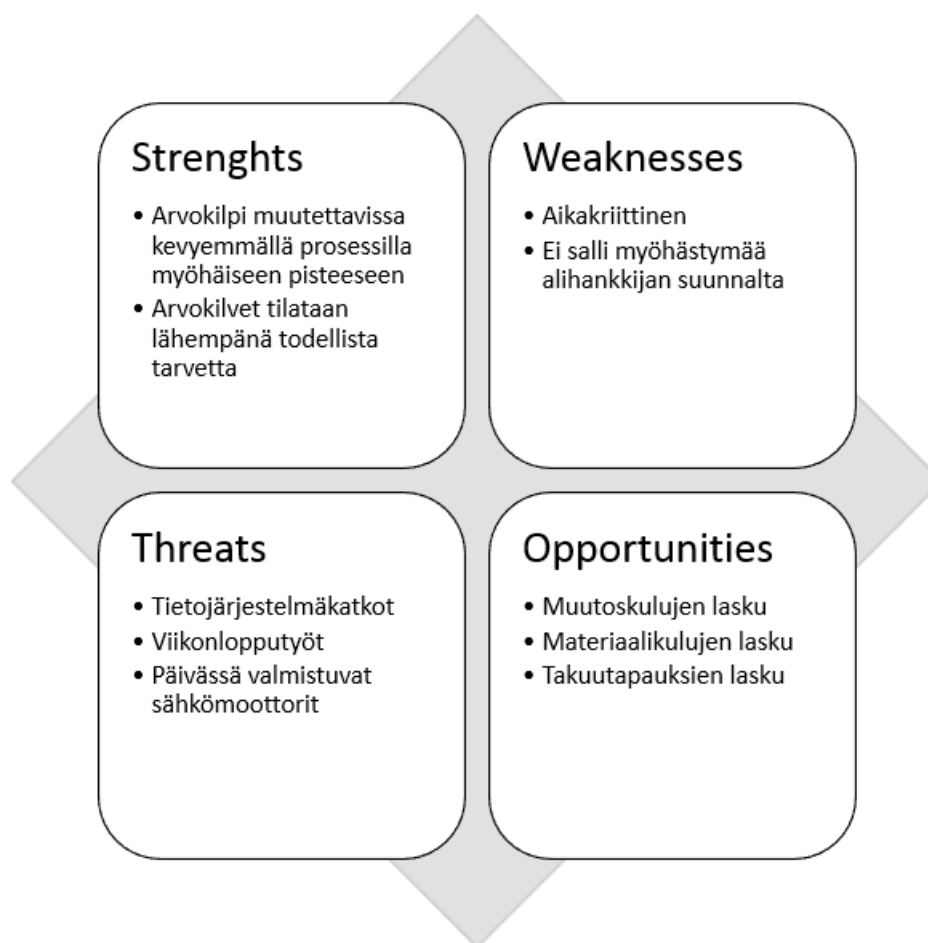 Strenghts
• Arvokilpi muutettavissa
kevyemmällä prosessilla
myöhäiseen pisteeseen
• Arvokilvet tilataan
lähempänä todellista
tarvetta
Weaknesses
• Aikakriittinen
• Ei salli myöhästymää
alihankkijan suunnalta
Threats
• Tietojärjestelmäkatkot
• Viikonlopputyöt
• Päivässä valmistuvat
sähkömoottorit
Opportunities
• Muutoskulujen lasku
• Materiaalikulujen lasku
• Takuutapauksien lasku